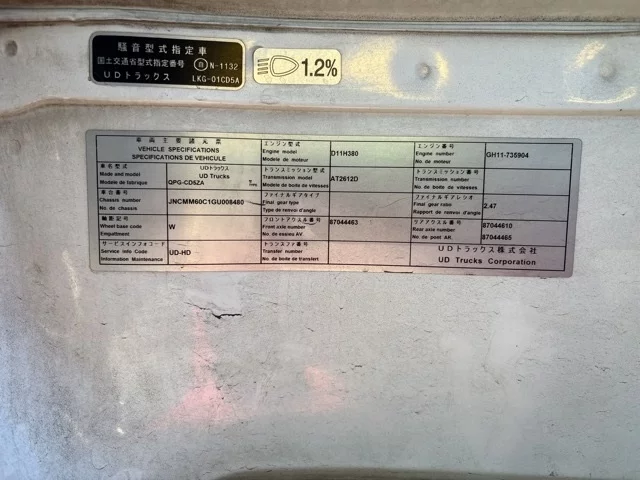 騒音型式指定車
国土交通省型式指定番号 自 N-1132
UDトラックス LKG-01CD5A
1.2%
車両主要諸元票
VEHICLE SPECIFICATIONS
SPECIFICATIONS DE VEHICULE
車名型式 UDトラックス
Make and model UD Trucks
Modele de fabrique QPG-CD5ZA
車台番号
Chassis number JNCMM60C1GU008480
No. de chassis
軸距記号
Wheel base code W
Empattement
サービスインフォコード
Service info Code UD-HD
Information Maintenance
エンジン型式
Engine model D11H380
Modele de moteur
トランスミッション型式
Transmission model AT2612D
Modele de boite de vitesses
ファイナルギアタイプ
Final gear type
Type de renvoi d'angle
フロントアクスル番号 87044463
Front axle number
No. de essieu AV.
トランスファ番号
Transfer number
No. de boite de transfert
エンジン番号
Engine number GH11-735904
No. de moteur
トランスミッション番号
Transmission number
No. de boite de vitesses
ファイナルギアレシオ
Final gear ratio 2.47
Rapport de renvoi d'angle
リアアクスル番号 87044610
Rear axle number
No. de pont AR. 87044465
UDトラックス株式会社
UD Trucks Corporation